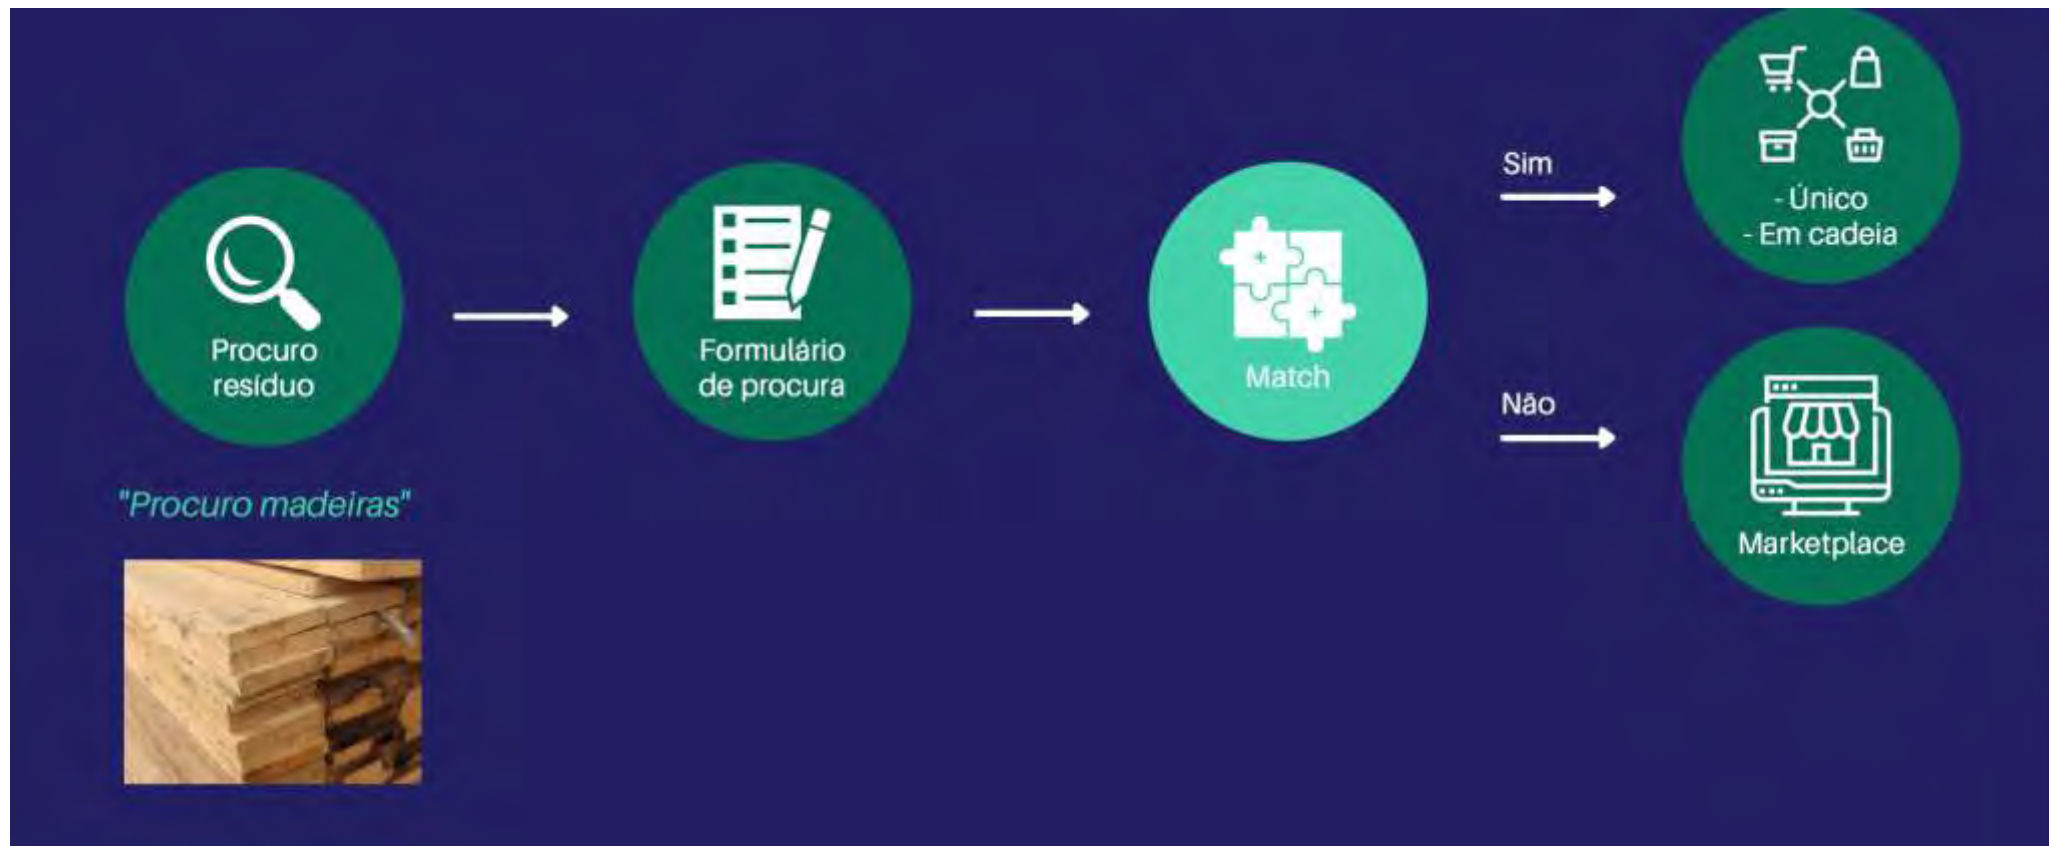 Procuro
resíduo
"Procuro madeiras"
Formulário
de procura
Match
Sim
- Único
- Em cadeia
Não
Marketplace